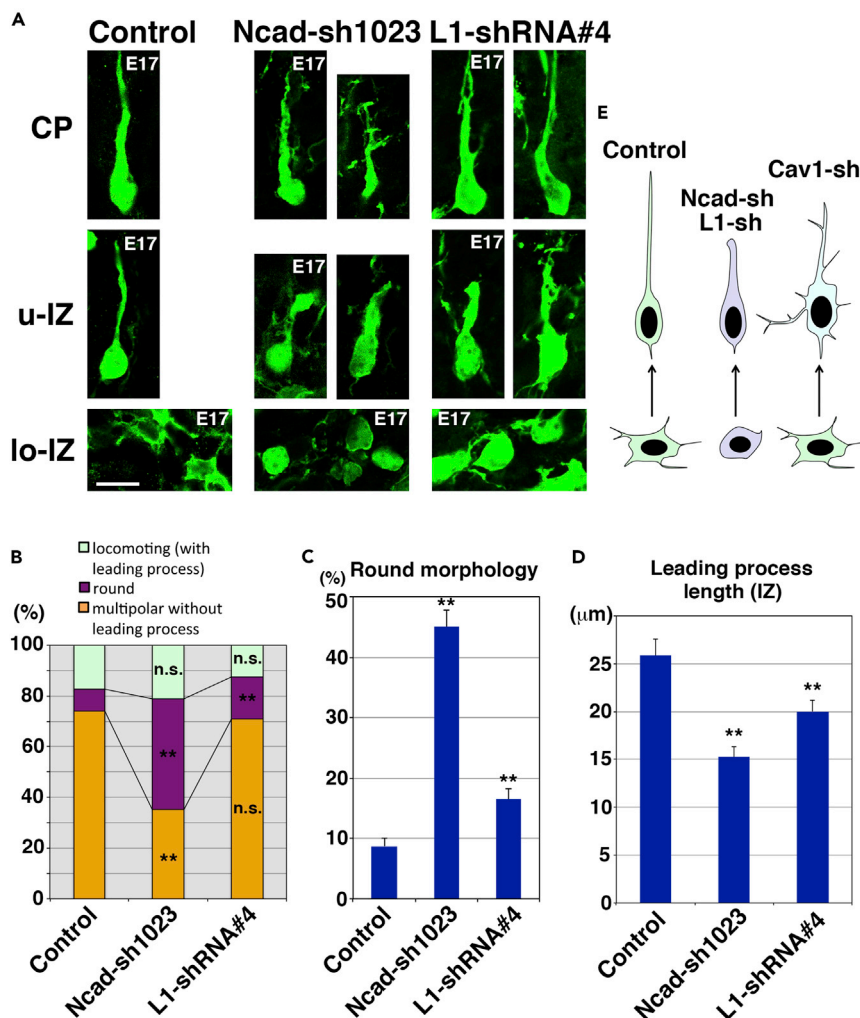 A
Control
Ncad-sh1023
L1-shRNA#4
CP
E17
E17
E17
u-IZ
E17
E17
E17
lo-IZ
E17
E17
E17
E
Control
Ncad-sh
L1-sh
Cav1-sh
B
locomoting (with
leading process)
round
multipolar without
leading process
(%)
100
80
60
40
20
0
n.s.
**
**
n.s.
**
n.s.
Control
Ncad-sh1023
L1-shRNA#4
C
Round morphology
(%)
50
40
30
20
10
0
**
**
Control
Ncad-sh1023
L1-shRNA#4
D
Leading process
length (IZ)
(μm)
25
20
15
10
5
0
**
**
Control
Ncad-sh1023
L1-shRNA#4